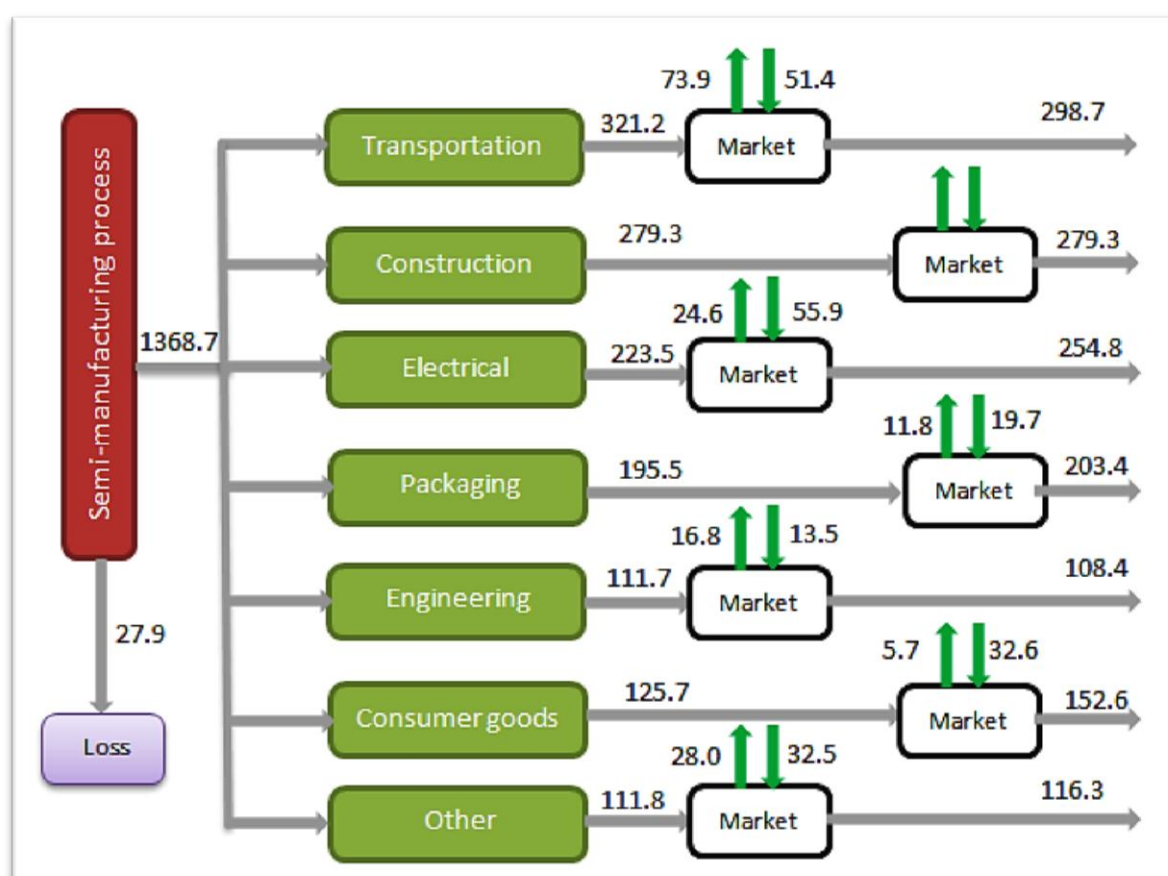 Semi-manufacturing process
1368.7
27.9
Loss
Transportation
321.2
73.9
51.4
Market
298.7
Construction
279.3
Market
279.3
Electrical
223.5
24.6
55.9
Market
254.8
Packaging
195.5
11.8
19.7
Market
203.4
Engineering
111.7
16.8
13.5
Market
108.4
Consumer goods
125.7
5.7
32.6
Market
152.6
Other
111.8
28.0
32.5
Market
116.3